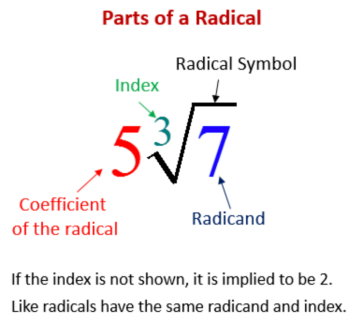 Parts of a Radical
Radical Symbol
Index
5 ∛7
Coefficient
of the radical
Radicand
If the index is not shown, it is implied to be 2.
Like radicals have the same radicand and index.